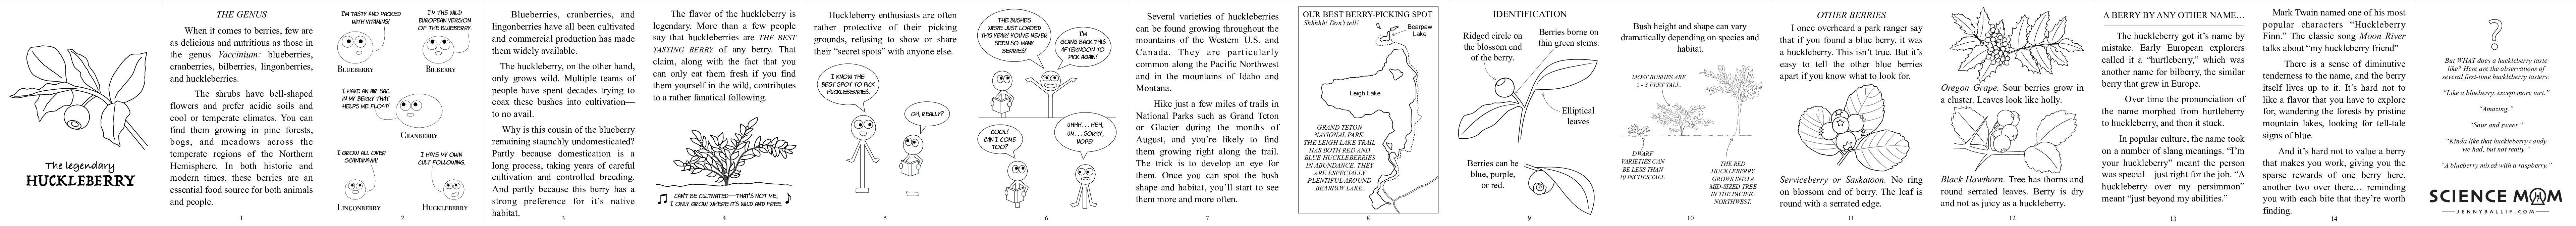 The legendary
HUCKLEBERRY
THE GENUS
When it comes to berries, few are
as delicious and nutritious as those in
the genus Vaccinium: blueberries,
cranberries, bilberries, lingonberries,
and huckleberries.
The shrubs have bell-shaped
flowers and prefer acidic soils and
cool or temperate climates. You can
find them growing in pine forests,
bogs, and meadows across the
temperate regions of the Northern
Hemisphere. In both historic and
modern times, these berries are an
essential food source for both animals
and people.
1
I'M TASTY AND PACKED
WITH VITAMINS!
BLUEBERRY
I'M THE WILD
EUROPEAN VERSION
OF THE BLUEBERRY.
BILBERRY
I HAVE AN AIR SAC
IN MY BERRY THAT
HELPS ME FLOAT!
CRANBERRY
I GROW ALL OVER
SCANDINAVIA!
LINGONBERRY
I HAVE MY OWN
CULT FOLLOWING.
HUCKLEBERRY
2
Blueberries, cranberries, and
lingonberries have all been cultivated
and commercial production has made
them widely available.
The huckleberry, on the other hand,
only grows wild. Multiple teams of
people have spent decades trying to
coax these bushes into cultivation—
to no avail.
Why is this cousin of the blueberry
remaining staunchly undomesticated?
Partly because domestication is a
long process, taking years of careful
cultivation and controlled breeding.
And partly because this berry has a
strong preference for it's native
habitat.
3
The flavor of the huckleberry is
legendary. More than a few people
say that huckleberries are THE BEST
TASTING BERRY of any berry. That
claim, along with the fact that you
can only eat them fresh if you find
them yourself in the wild, contributes
to a rather fanatical following.
CAN'T BE CULTIVATED—THAT'S NOT ME,
I ONLY GROW WHERE IT'S WILD AND FREE.
4
Huckleberry enthusiasts are often
rather protective of their picking
grounds, refusing to show or share
their "secret spots" with anyone else.
I KNOW THE
BEST SPOT TO PICK
HUCKLEBERRIES.
OH, REALLY?
5
THE BUSHES
WERE JUST LOADED
THIS YEAR! YOU'VE NEVER
SEEN SO MANY
BERRIES!
I'M
GOING BACK THIS
AFTERNOON TO
PICK AGAIN!
COOL!
CAN I COME
TOO?
UHHH... HEH,
UM... SORRY,
NOPE!
6
Several varieties of huckleberries
can be found growing throughout the
mountains of the Western U.S. and
Canada. They are particularly
common along the Pacific Northwest
and in the mountains of Idaho and
Montana.
Hike just a few miles of trails in
National Parks such as Grand Teton
or Glacier during the months of
August, and you're likely to find
them growing right along the trail.
The trick is to develop an eye for
them. Once you can spot the bush
shape and habitat, you'll start to see
them more and more often.
7
OUR BEST BERRY-PICKING SPOT
Shhhhh! Don't tell!
Bearpaw
Lake
Leigh Lake
GRAND TETON
NATIONAL PARK.
THE LEIGH LAKE TRAIL
HAS BOTH RED AND
BLUE HUCKLEBERRIES
IN ABUNDANCE. THEY
ARE ESPECIALLY
PLENTIFUL AROUND
BEARPAW LAKE.
8
IDENTIFICATION
Ridged circle on
the blossom end
of the berry.
Berries borne on
thin green stems.
Elliptical
leaves
Berries can be
blue, purple,
or red.
9
Bush height and shape can vary
dramatically depending on species and
habitat.
MOST BUSHES ARE
2 - 3 FEET TALL.
DWARF
VARIETIES CAN
BE LESS THAN
10 INCHES TALL.
THE RED
HUCKLEBERRY
GROWS INTO A
MID-SIZED TREE
IN THE PACIFIC
NORTHWEST.
10
OTHER BERRIES
I once overheard a park ranger say
that if you found a blue berry, it was
a huckleberry. This isn't true. But it's
easy to tell the other blue berries
apart if you know what to look for.
Serviceberry or Saskatoon. No ring
on blossom end of berry. The leaf is
round with a serrated edge.
11
Oregon Grape. Sour berries grow in
a cluster. Leaves look like holly.
Black Hawthorn. Tree has thorns and
round serrated leaves. Berry is dry
and not as juicy as a huckleberry.
12
A BERRY BY ANY OTHER NAME…
The huckleberry got it's name by
mistake. Early European explorers
called it a "hurtleberry," which was
another name for bilberry, the similar
berry that grew in Europe.
Over time the pronunciation of
the name morphed from hurtleberry
to huckleberry, and then it stuck.
In popular culture, the name took
on a number of slang meanings. "I'm
your huckleberry" meant the person
was special—just right for the job. "A
huckleberry over my persimmon"
meant "just beyond my abilities."
13
Mark Twain named one of his most
popular characters "Huckleberry
Finn." The classic song Moon River
talks about "my huckleberry friend"
There is a sense of diminutive
tenderness to the name, and the berry
itself lives up to it. It's hard not to
like a flavor that you have to explore
for, wandering the forests by pristine
mountain lakes, looking for tell-tale
signs of blue.
And it's hard not to value a berry
that makes you work, giving you the
sparse rewards of one berry here,
another two over there… reminding
you with each bite that they're worth
finding.
14
?
But WHAT does a huckleberry taste
like? Here are the observations of
several first-time huckleberry tasters:
"Like a blueberry, except more tart."
"Amazing."
"Sour and sweet."
"Kinda like that huckleberry candy
we had, but not really."
"A blueberry mixed with a raspberry."
SCIENCE MOM
JENNYBALLIF.COM